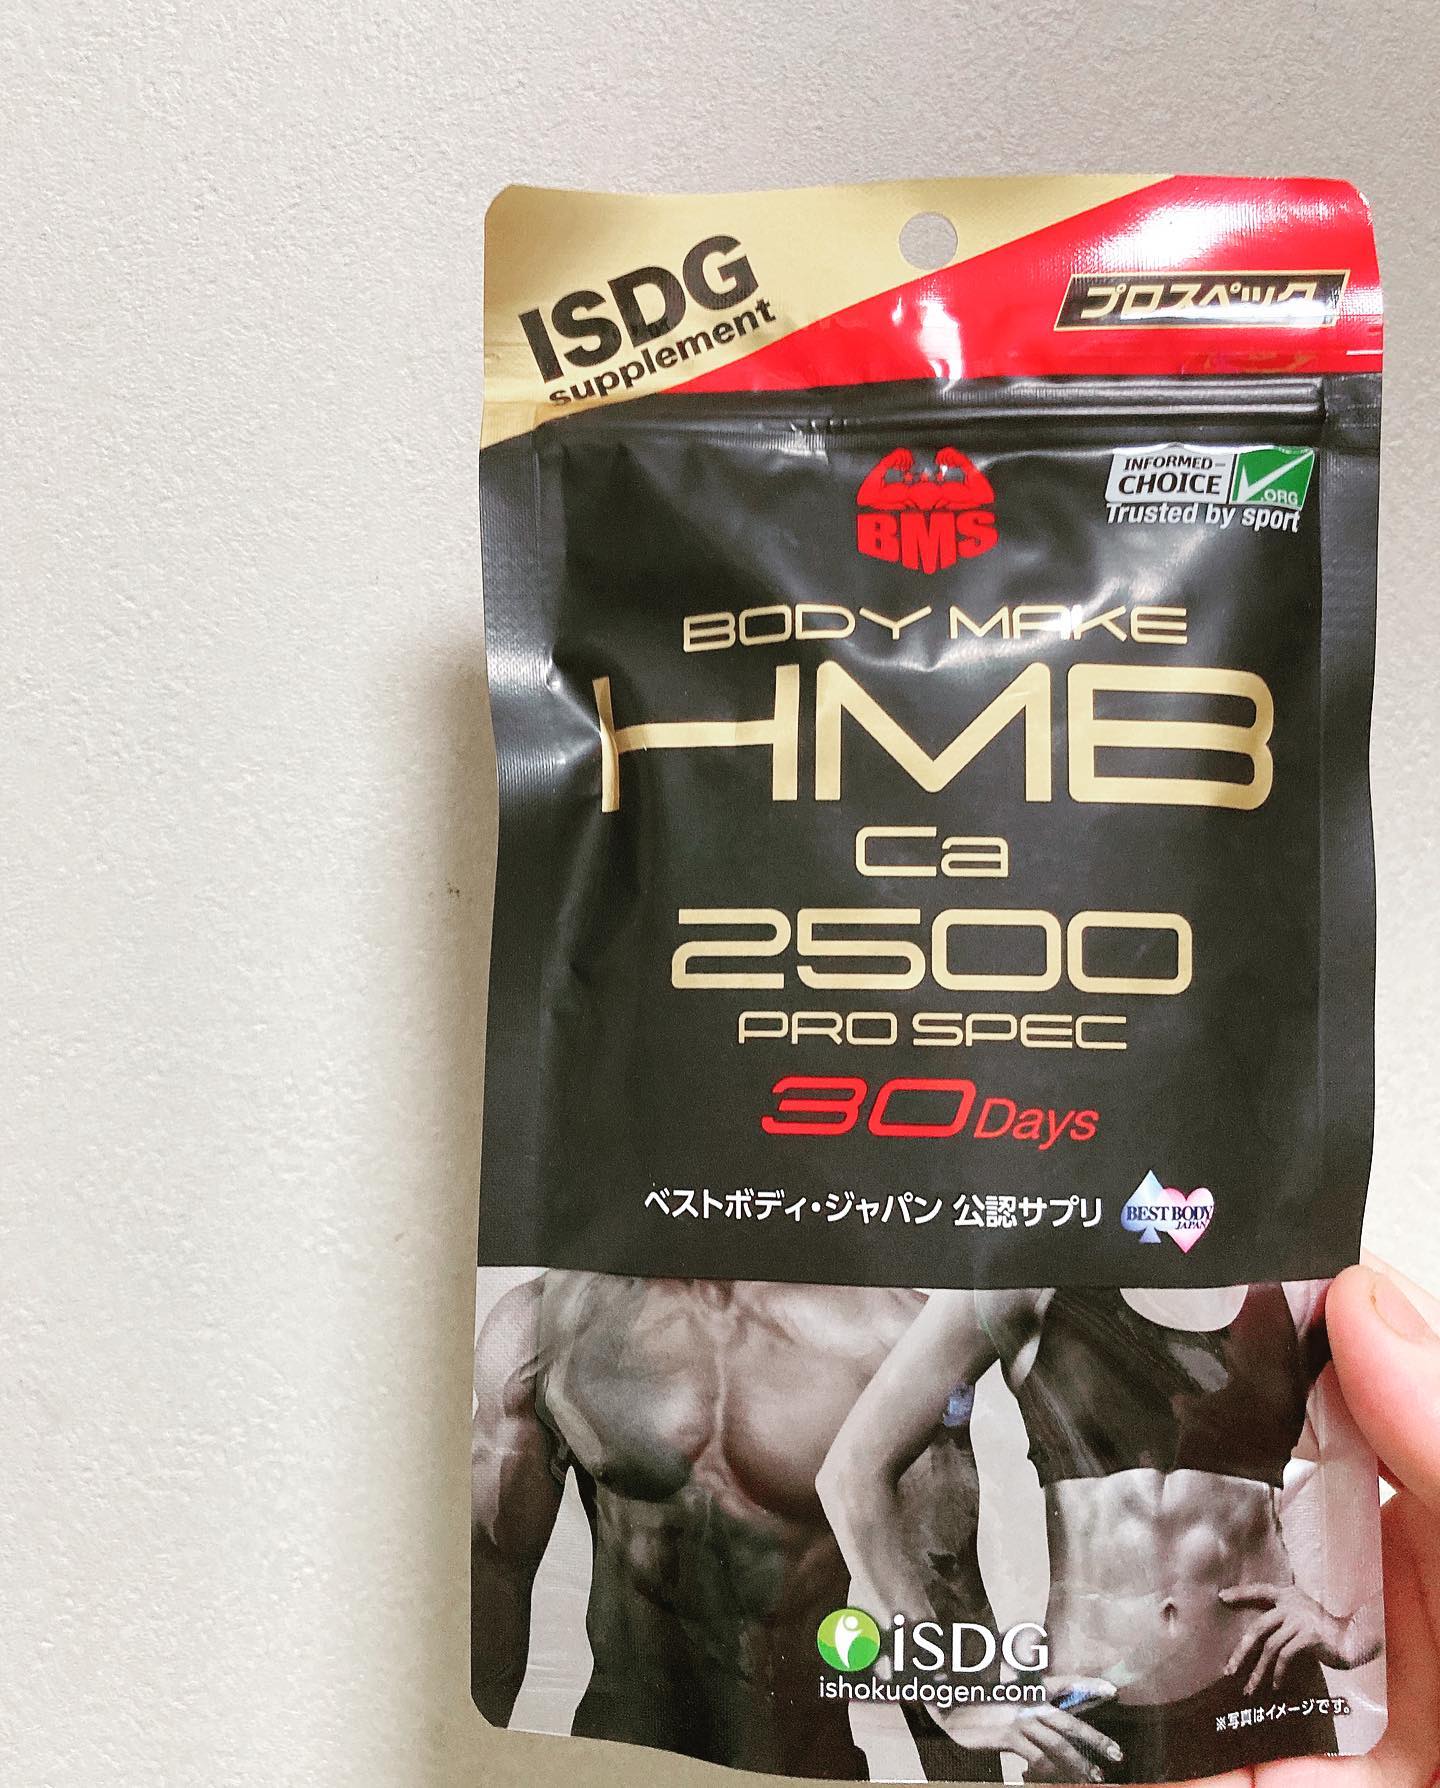 ISDG
supplement
プロスペック
BMS
INFORMED-
CHOICE
.ORG
Trusted by sport
BODY MAKE
HMB
Ca
2500
PRO SPEC
30Days
ベストボディ・ジャパン 公認サプリ
BEST BODY
JAPAN
iSDG
ishokudogen.com
※写真はイメージです。